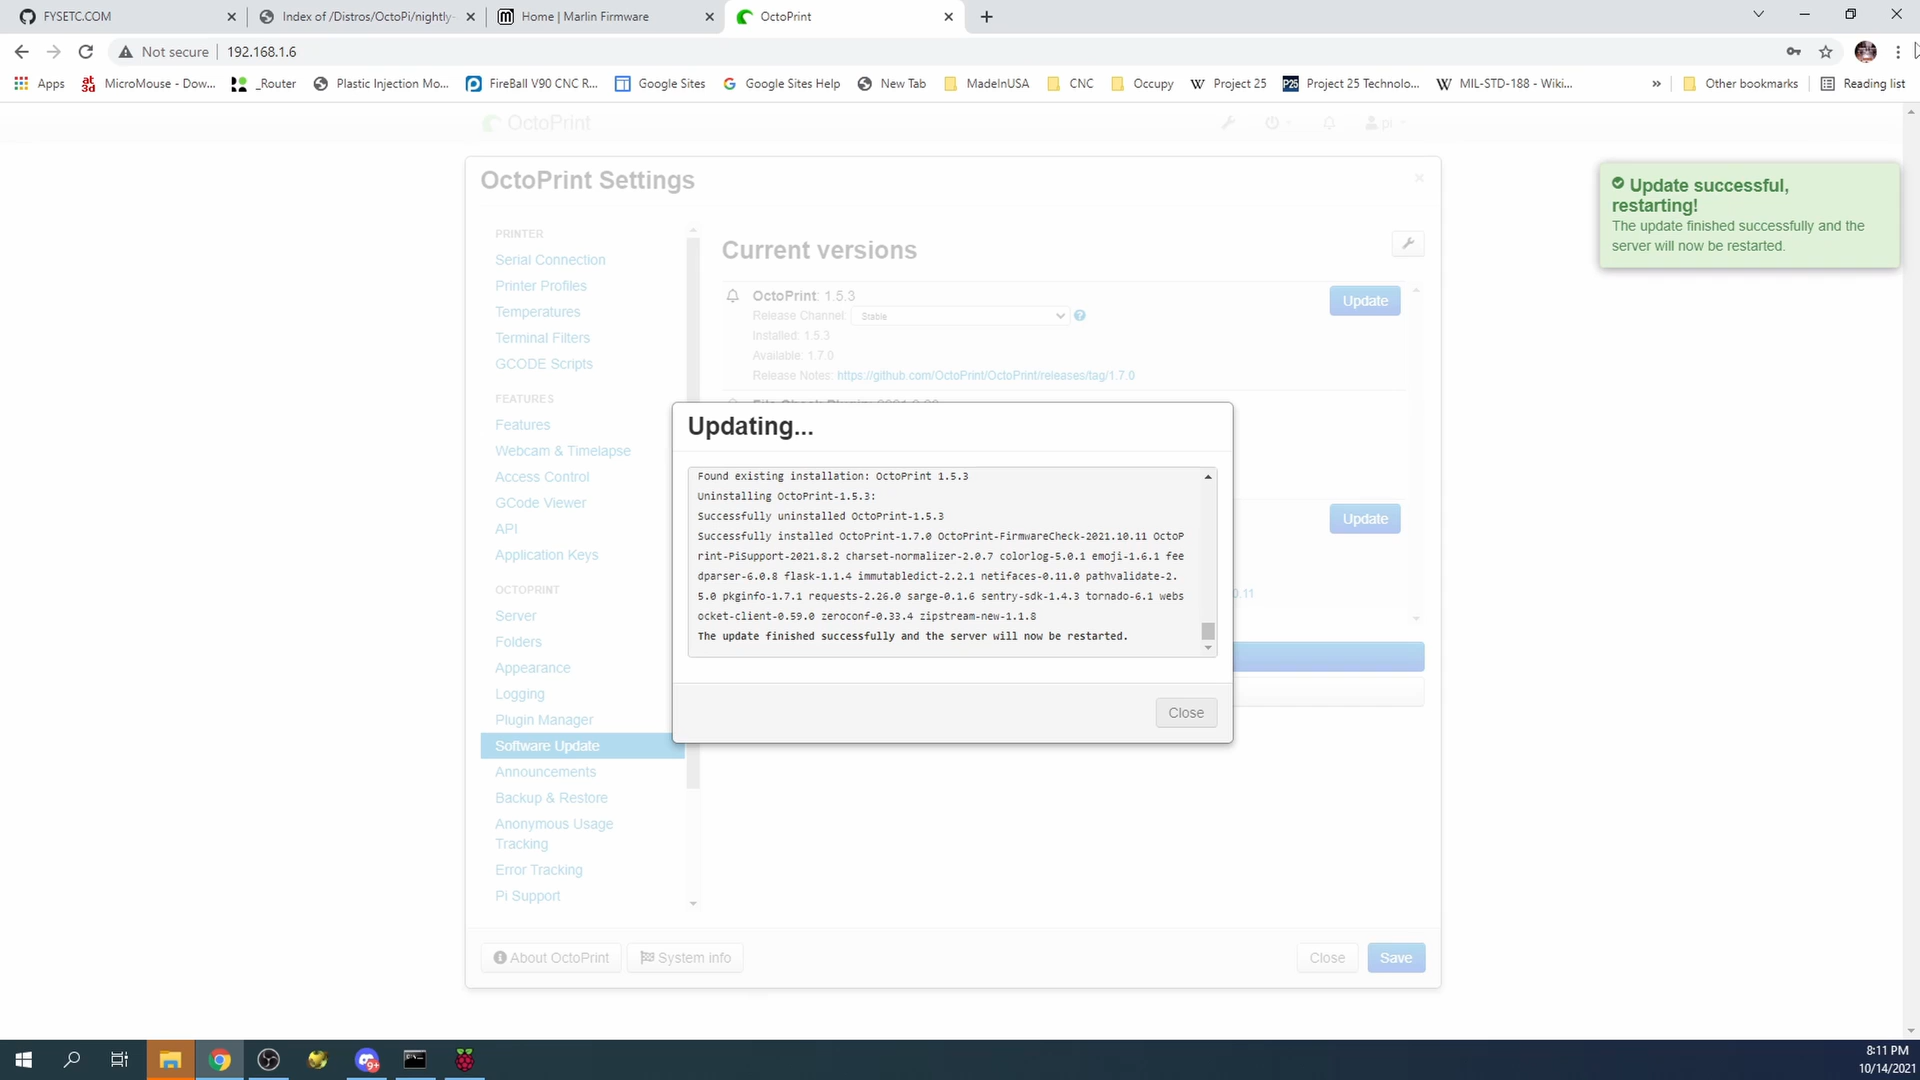 FYSETC.COM
Index of /Distros/OctoPi/nightly-
Home | Marlin Firmware
OctoPrint
Not secure
192.168.1.6
Apps
MicroMouse - Dow...
_Router
Plastic Injection Mo...
FireBall V90 CNC R...
Google Sites
Google Sites Help
New Tab
MadeInUSA
CNC
Occupy
Project 25
Project 25 Technolo...
MIL-STD-188 - Wiki...
»
Other bookmarks
Reading list
OctoPrint
pi
OctoPrint Settings
Update successful,
restarting!
The update finished successfully and the
server will now be restarted.
PRINTER
Serial Connection
Printer Profiles
Temperatures
Terminal Filters
GCODE Scripts
FEATURES
Features
Webcam & Timelapse
Access Control
GCode Viewer
API
Application Keys
OCTOPRINT
Server
Folders
Appearance
Logging
Plugin Manager
Software Update
Announcements
Backup & Restore
Anonymous Usage
Tracking
Error Tracking
Pi Support
Current versions
OctoPrint: 1.5.3
Update
Release Channel: Stable
Installed: 1.5.3
Available: 1.7.0
Release Notes: https://github.com/OctoPrint/OctoPrint/releases/tag/1.7.0
Update
0.11
Updating...
Found existing installation: OctoPrint 1.5.3
Uninstalling OctoPrint-1.5.3:
Successfully uninstalled OctoPrint-1.5.3
Successfully installed OctoPrint-1.7.0 OctoPrint-FirmwareCheck-2021.10.11 OctoP
rint-PiSupport-2021.8.2 charset-normalizer-2.0.7 colorlog-5.0.1 emoji-1.6.1 fee
dparser-6.0.8 flask-1.1.4 immutabledict-2.2.1 netifaces-0.11.0 pathvalidate-2.
5.0 pkginfo-1.7.1 requests-2.26.0 sarge-0.1.6 sentry-sdk-1.4.3 tornado-6.1 webs
ocket-client-0.59.0 zeroconf-0.33.4 zipstream-new-1.1.8
The update finished successfully and the server will now be restarted.
Close
About OctoPrint
System info
Close
Save
9+
8:11 PM
10/14/2021